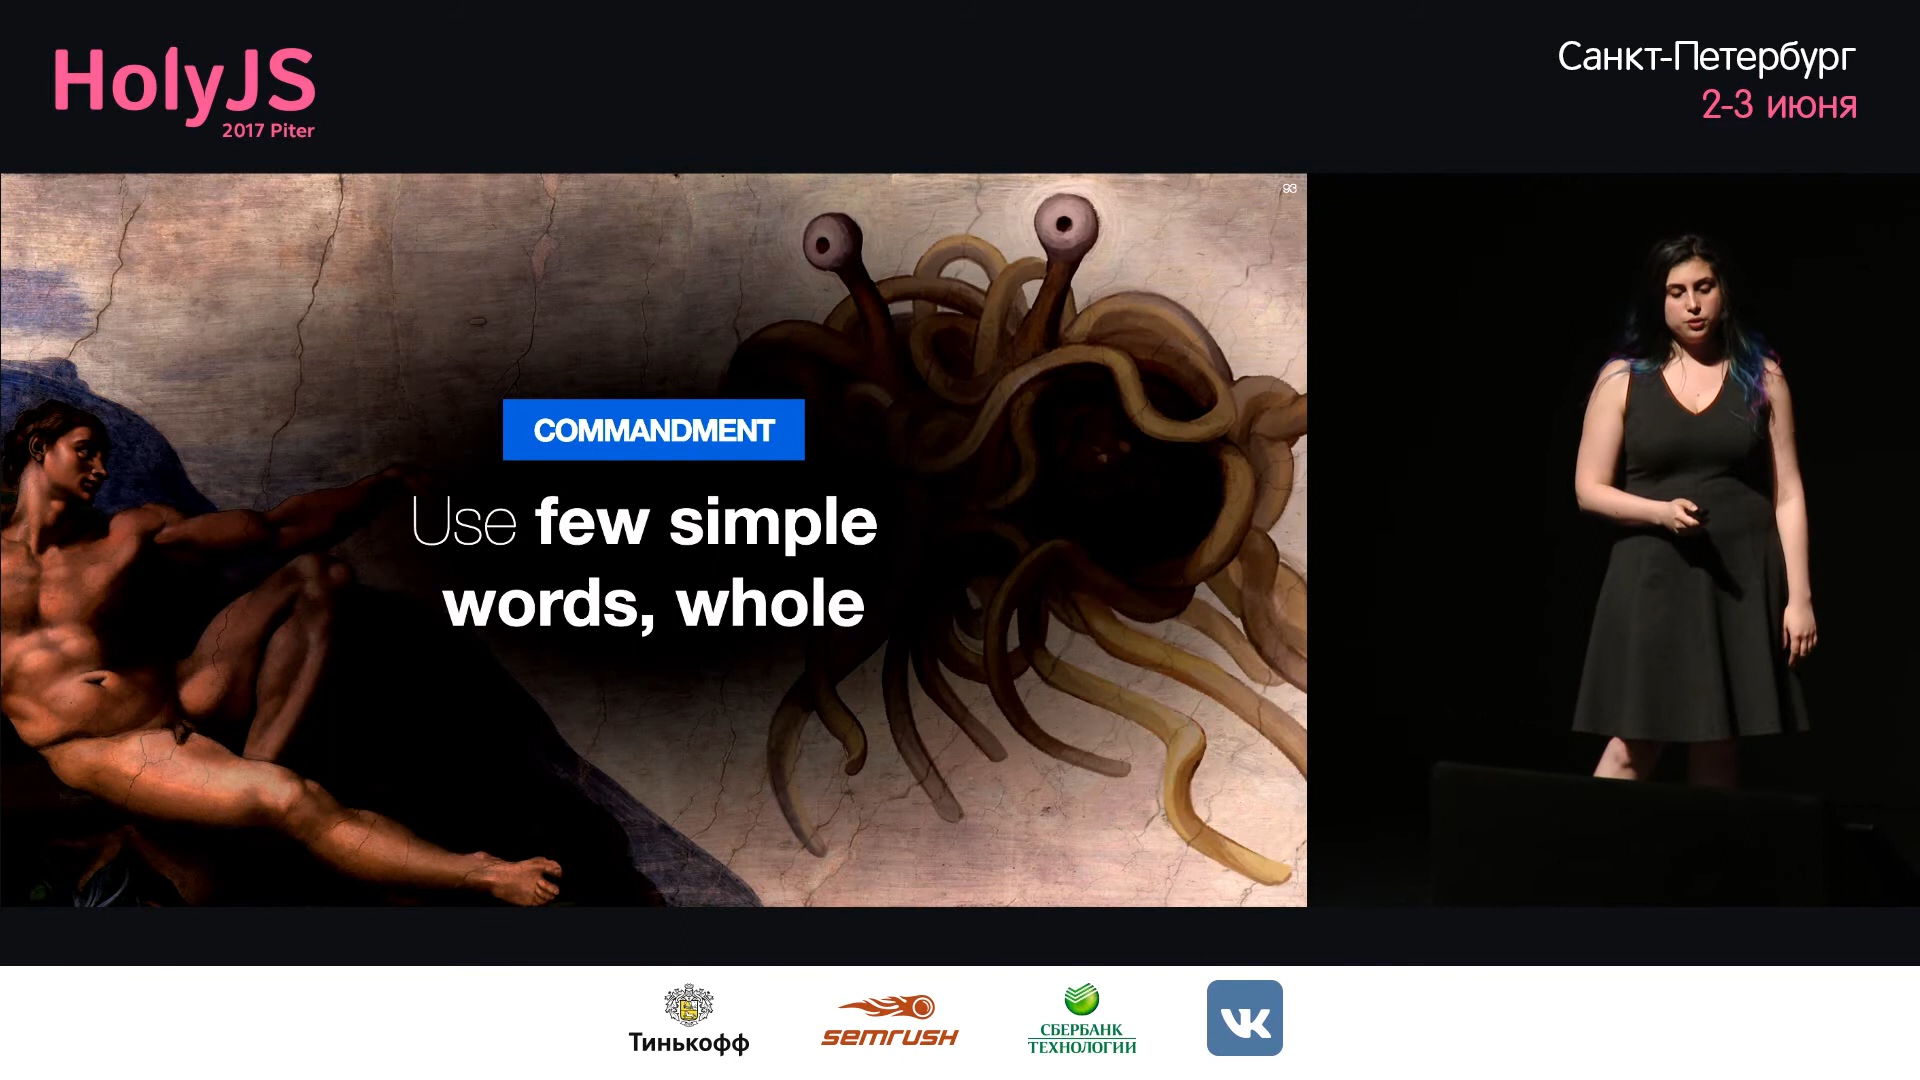 HolyJS
2017 Piter
Санкт-Петербург
2-3 июня
93
COMMANDMENT
Use few simple
words, whole
Тинькофф
semrush
СБЕРБАНК
ТЕХНОЛОГИИ
VK